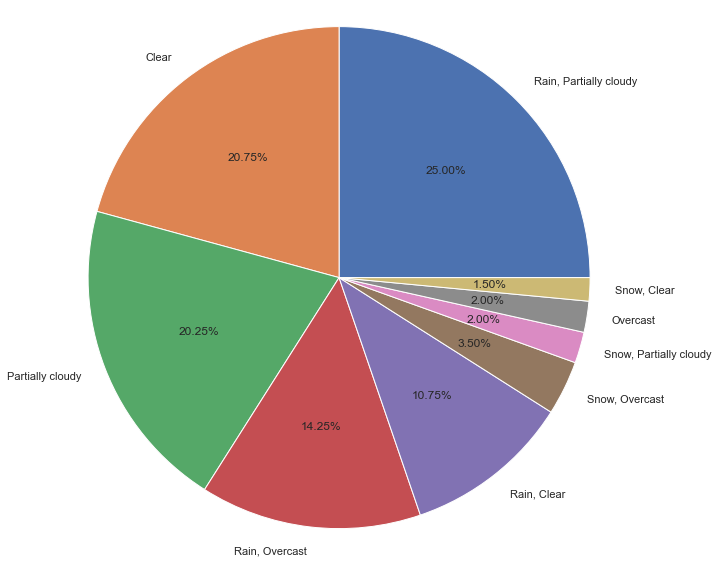 Clear
Rain, Partially cloudy
20.75%
25.00%
1.50%
Snow, Clear
2.00%
Overcast
2.00%
Snow, Partially cloudy
20.25%
3.50%
Partially cloudy
10.75%
Snow, Overcast
14.25%
Rain, Clear
Rain, Overcast